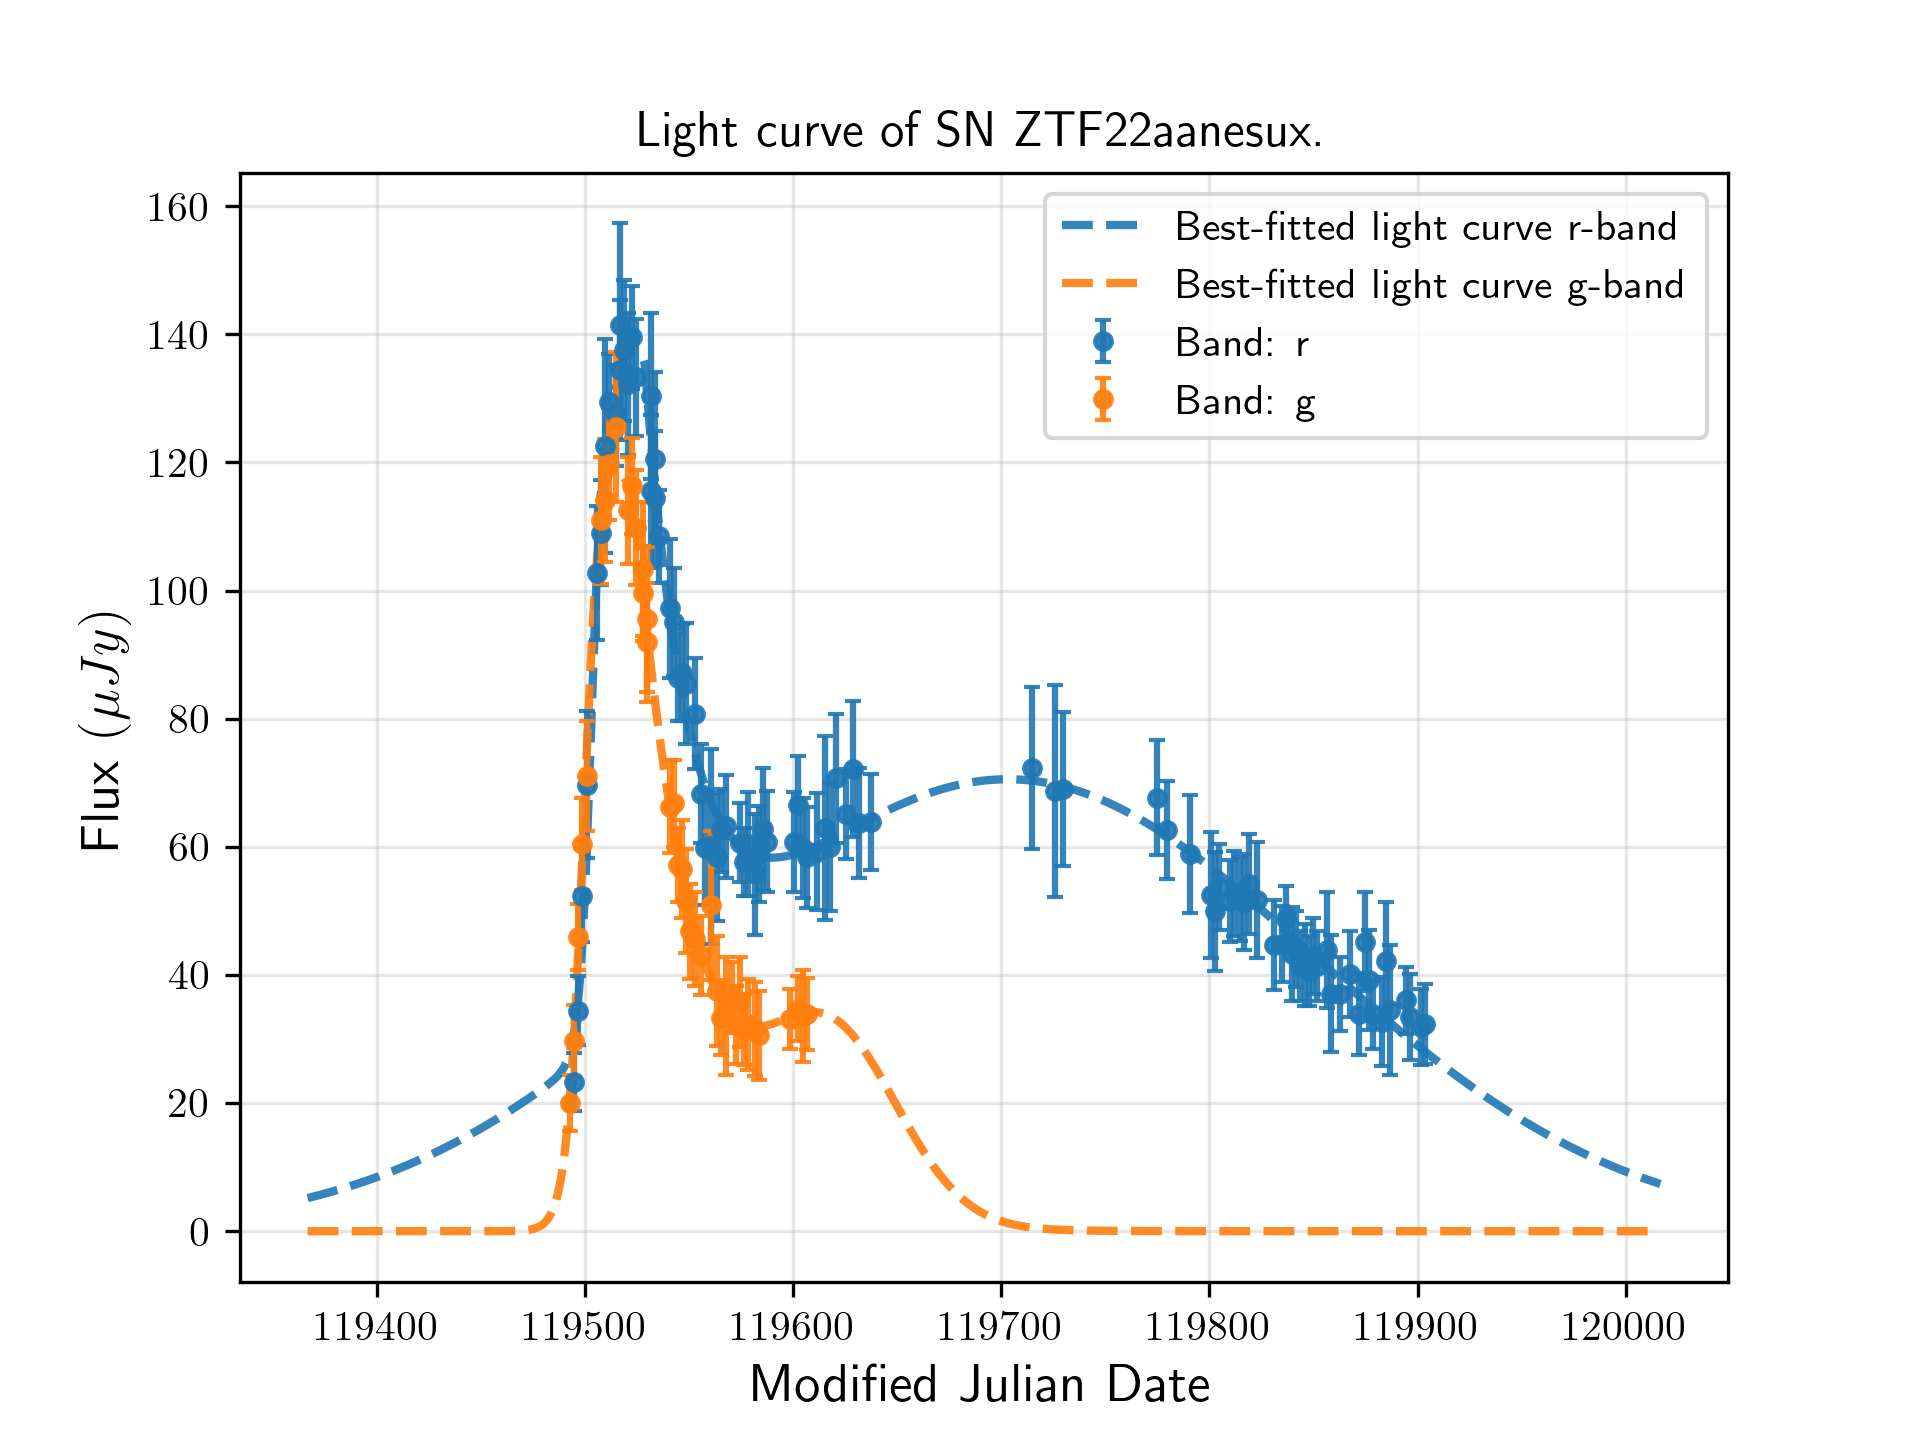 Light curve of SN ZTF22aanesux.
160
140
120
100
80
60
40
20
0
Flux (μJy)
Best-fitted light curve r-band
Best-fitted light curve g-band
Band: r
Band: g
119400 119500 119600 119700 119800 119900 120000
Modified Julian Date